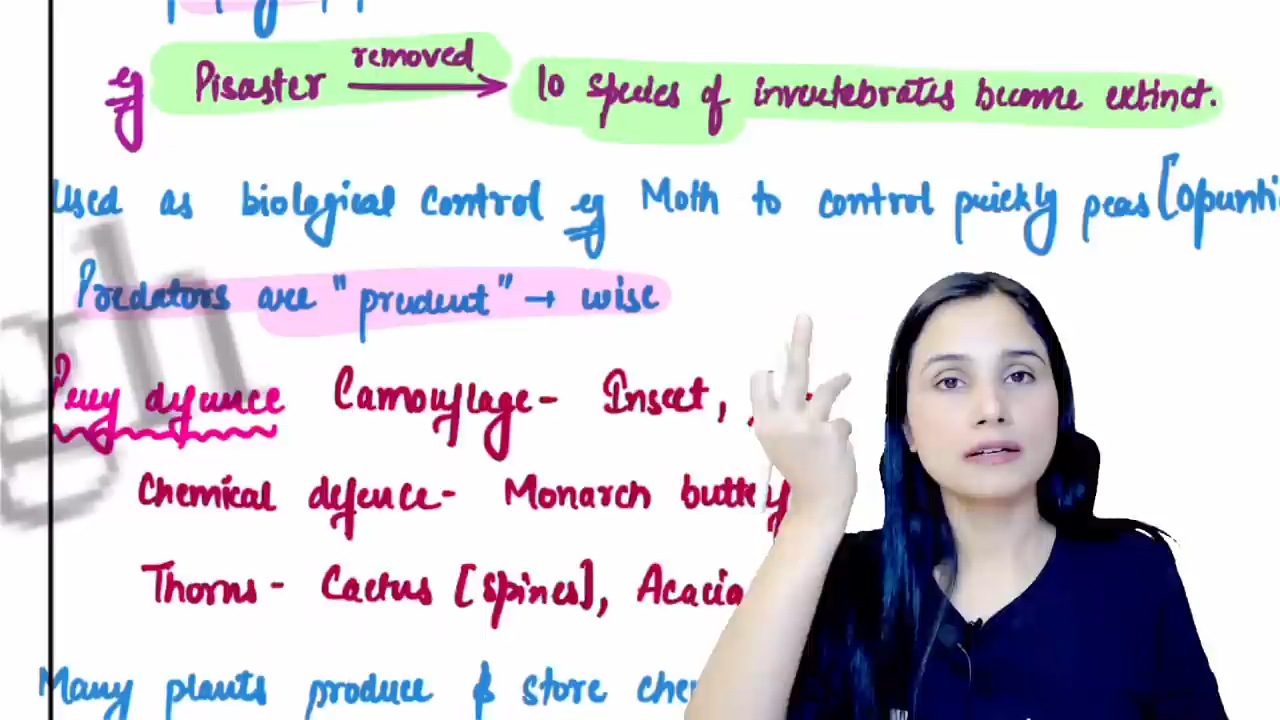 eg Pisaster removed → 10 species of invertebrates become extinct.
Used as biological control eg Moth to control prickly pears [Opunti
Predators are "prudent" → wise
Prey defence Camouflage - Insect,
Chemical defence - Monarch butterfly
Thorns - Cactus [spines], Acacia
Many plants produce & store che
gh